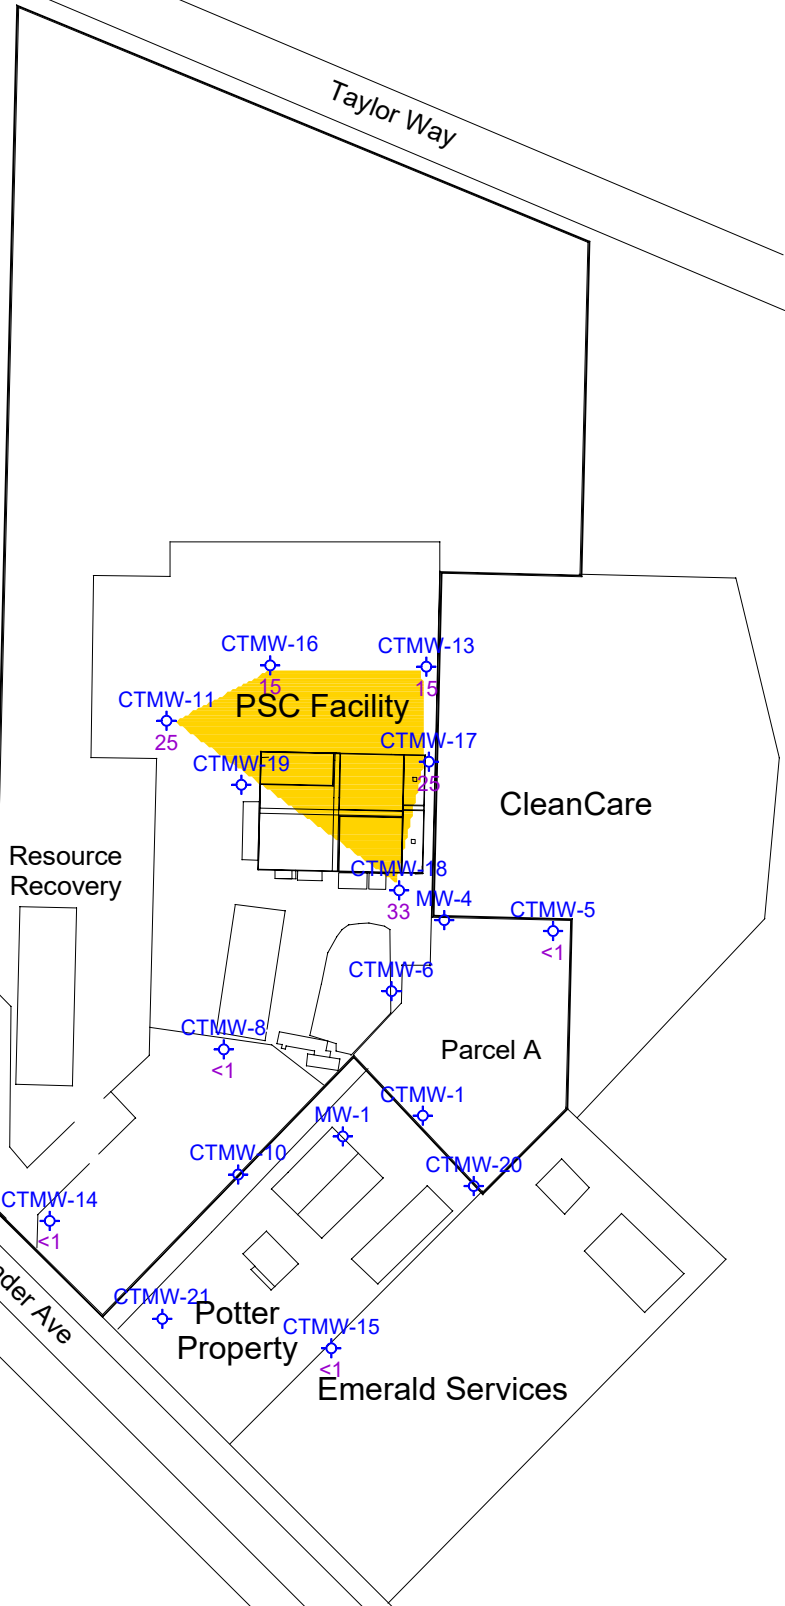 Taylor Way
CTMW-16
15
CTMW-13
15
CTMW-11
25
PSC Facility
CTMW-17
25
CTMW-19
CleanCare
Resource
Recovery
CTMW-18
33
MW-4
CTMW-5
<1
CTMW-6
CTMW-8
<1
Parcel A
CTMW-1
MW-1
CTMW-10
CTMW-20
CTMW-14
<1
nder Ave
CTMW-21
Potter
Property
CTMW-15
<1
Emerald Services